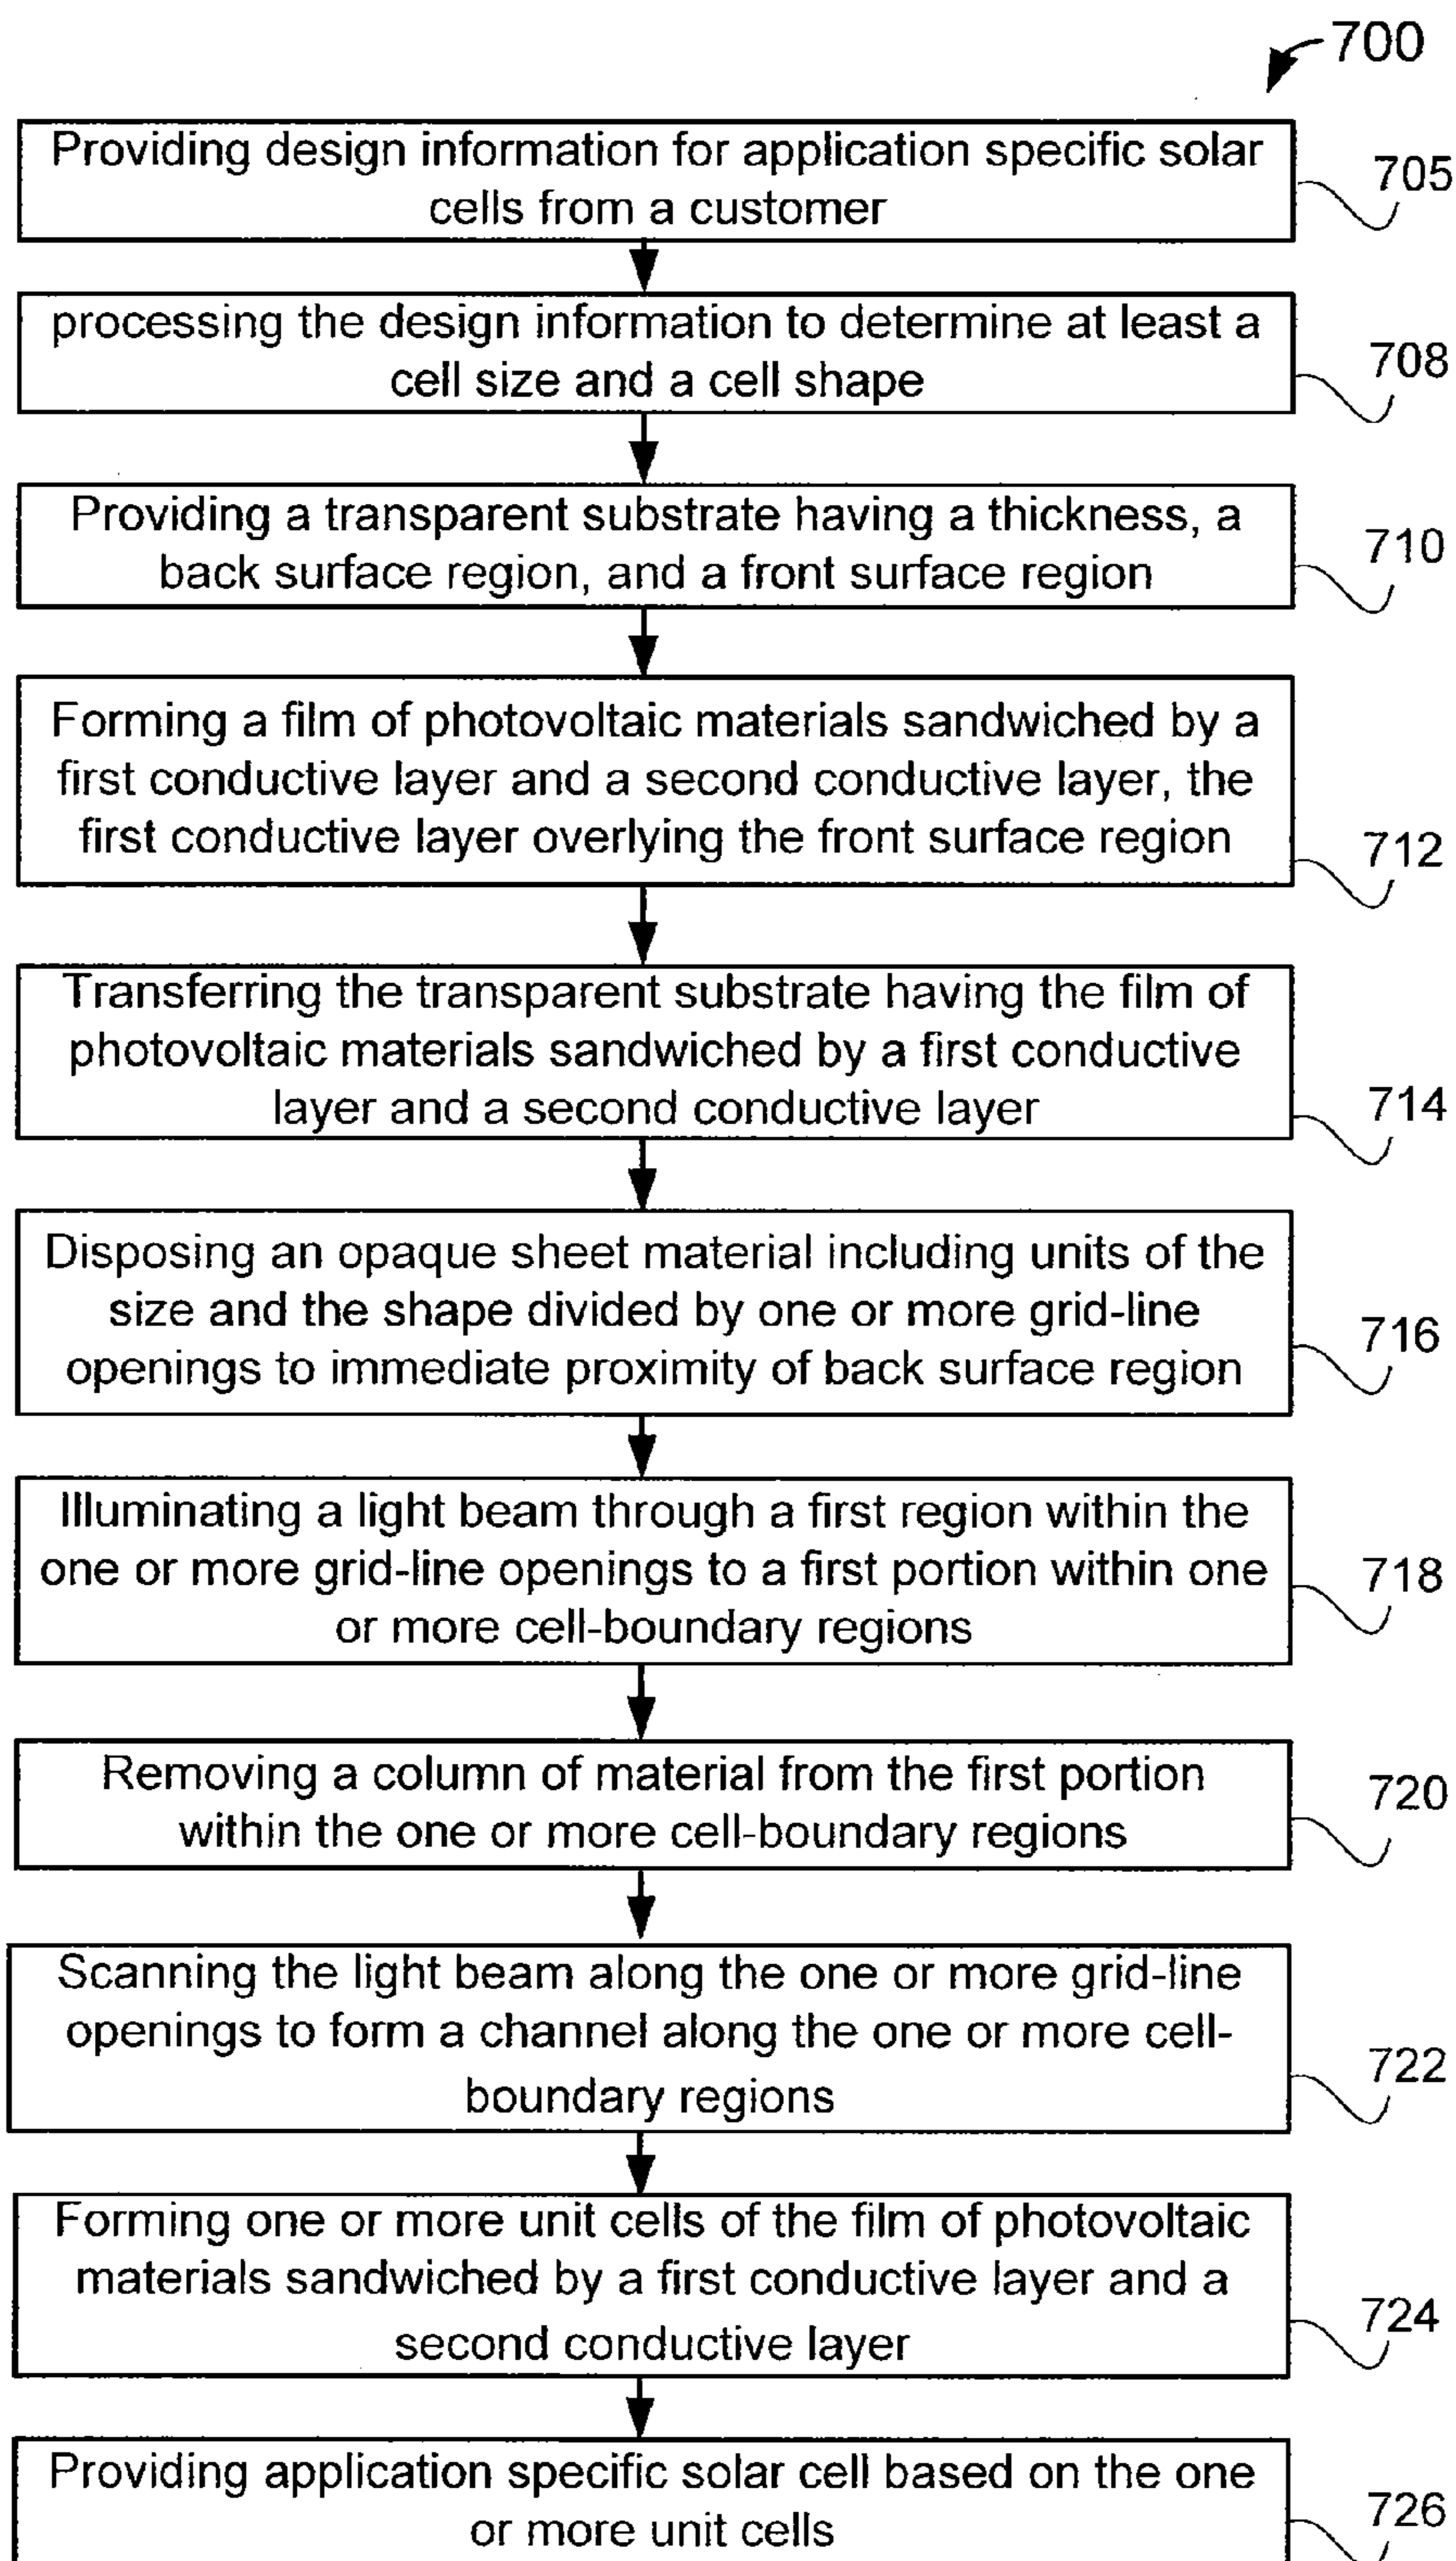 700
Providing design information for application specific solar
cells from a customer
705
processing the design information to determine at least a
cell size and a cell shape
708
Providing a transparent substrate having a thickness, a
back surface region, and a front surface region
710
Forming a film of photovoltaic materials sandwiched by a
first conductive layer and a second conductive layer, the
first conductive layer overlying the front surface region
712
Transferring the transparent substrate having the film of
photovoltaic materials sandwiched by a first conductive
layer and a second conductive layer
714
Disposing an opaque sheet material including units of the
size and the shape divided by one or more grid-line
openings to immediate proximity of back surface region
716
Illuminating a light beam through a first region within the
one or more grid-line openings to a first portion within one
or more cell-boundary regions
718
Removing a column of material from the first portion
within the one or more cell-boundary regions
720
Scanning the light beam along the one or more grid-line
openings to form a channel along the one or more cell-
boundary regions
722
Forming one or more unit cells of the film of photovoltaic
materials sandwiched by a first conductive layer and a
second conductive layer
724
Providing application specific solar cell based on the one
or more unit cells
726